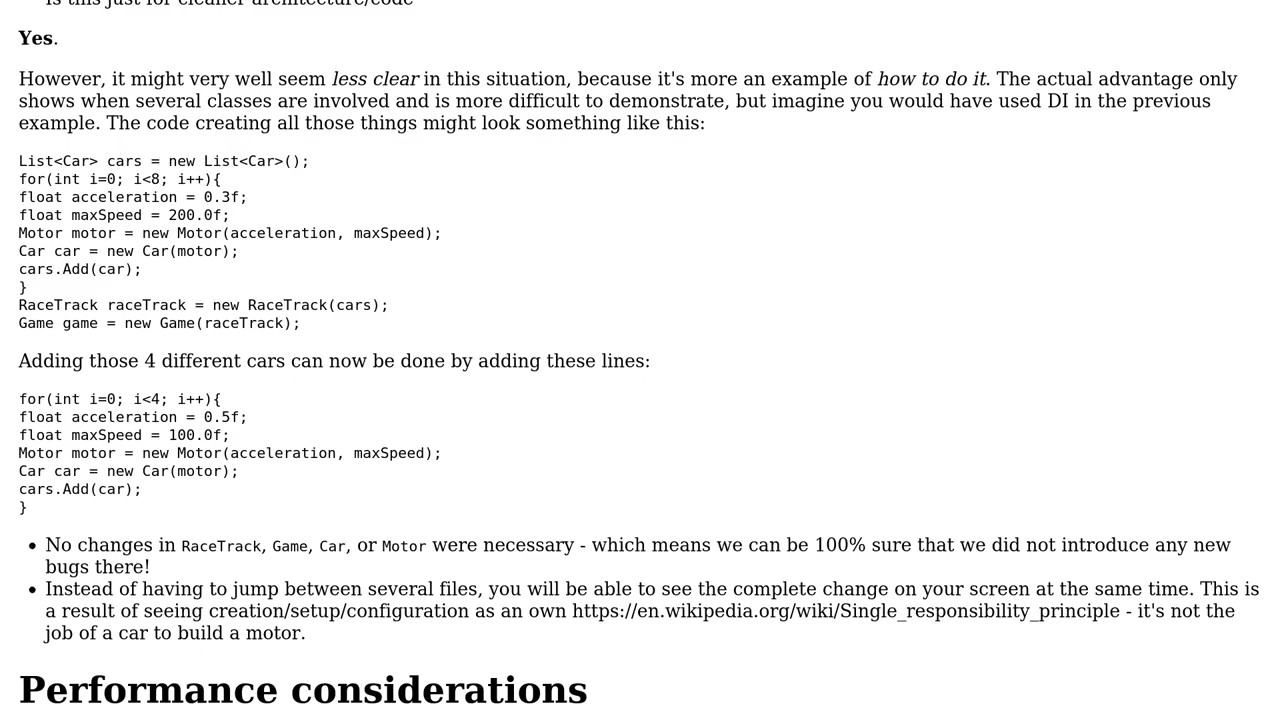 is this just for cleaner architecture/code
Yes.
However, it might very well seem less clear in this situation, because it's more an example of how to do it. The actual advantage only
shows when several classes are involved and is more difficult to demonstrate, but imagine you would have used DI in the previous
example. The code creating all those things might look something like this:
List<Car> cars = new List<Car>();
for(int i=0; i<8; i++){
float acceleration = 0.3f;
float maxSpeed = 200.0f;
Motor motor = new Motor(acceleration, maxSpeed);
Car car = new Car(motor);
cars.Add(car);
}
RaceTrack raceTrack = new RaceTrack(cars);
Game game = new Game(raceTrack);
Adding those 4 different cars can now be done by adding these lines:
for(int i=0; i<4; i++){
float acceleration = 0.5f;
float maxSpeed = 100.0f;
Motor motor = new Motor(acceleration, maxSpeed);
Car car = new Car(motor);
cars.Add(car);
}
• No changes in RaceTrack, Game, Car, or Motor were necessary - which means we can be 100% sure that we did not introduce any new
bugs there!
• Instead of having to jump between several files, you will be able to see the complete change on your screen at the same time. This is
a result of seeing creation/setup/configuration as an own https://en.wikipedia.org/wiki/Single_responsibility_principle - it's not the
job of a car to build a motor.
Performance considerations